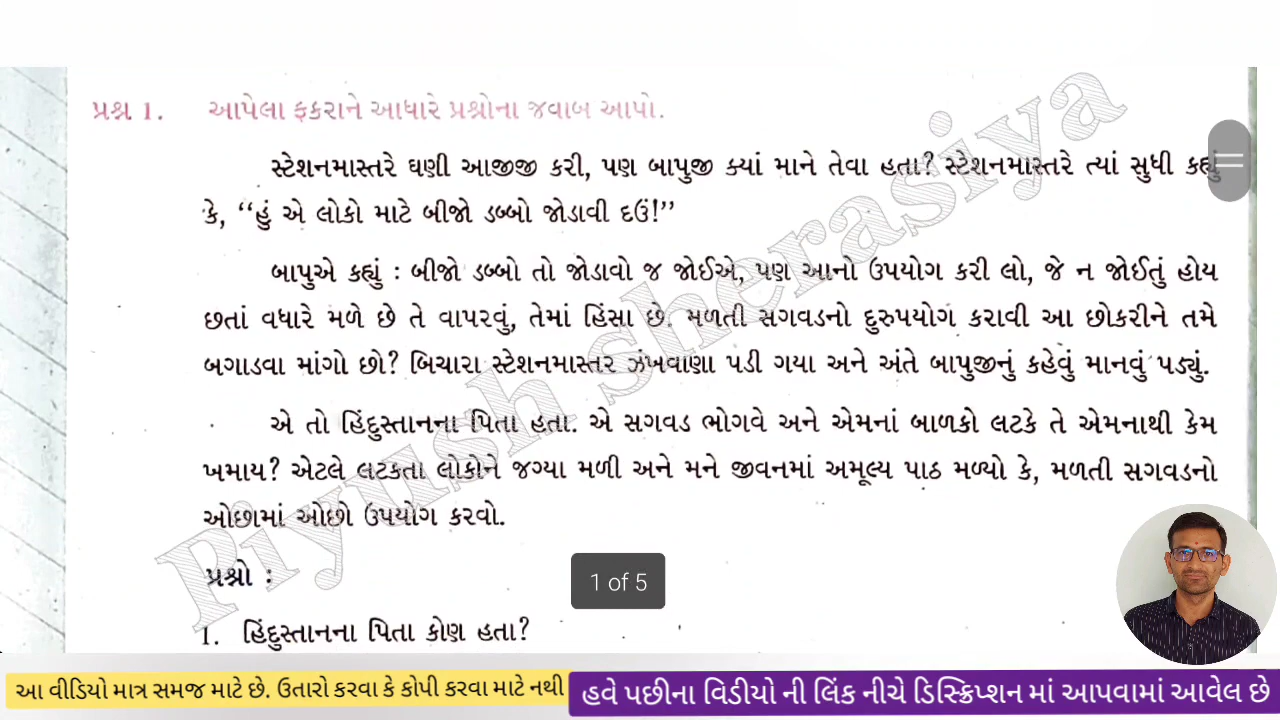 પ્રશ્ન 1. આપેલા ફકરાને આધારે પ્રશ્નોના જવાબ આપો.
સ્ટેશનમાસ્તરે ઘણી આજીજી કરી, પણ બાપુજી ક્યાં માને તેવા હતા? સ્ટેશનમાસ્તરે ત્યાં સુધી કહ્યું
કે, “હું એ લોકો માટે બીજો ડબ્બો જોડાવી દઉં!”
બાપુએ કહ્યું : બીજો ડબ્બો તો જોડાવો જ જોઈએ, પણ આનો ઉપયોગ કરી લો, જે ન જોઈતું હોય
છતાં વધારે મળે છે તે વાપરવું, તેમાં હિંસા છે. મળતી સગવડનો દુરુપયોગ કરાવી આ છોકરીને તમે
બગાડવા માંગો છો? બિચારા સ્ટેશનમાસ્તર ઝંખવાણા પડી ગયા અને અંતે બાપુજીનું કહેવું માનવું પડ્યું.
એ તો હિંદુસ્તાનના પિતા હતા. એ સગવડ ભોગવે અને એમનાં બાળકો લટકે તે એમનાથી કેમ
ખમાય? એટલે લટકતા લોકોને જગ્યા મળી અને મને જીવનમાં અમૂલ્ય પાઠ મળ્યો કે, મળતી સગવડનો
ઓછામાં ઓછો ઉપયોગ કરવો.
પ્રશ્નો :
1 of 5
1. હિંદુસ્તાનના પિતા કોણ હતા?
Piyush sherasiya
આ વીડિયો માત્ર સમજ માટે છે. ઉતારો કરવા કે કોપી કરવા માટે નથી
હવે પછીના વિડીયો ની લિંક નીચે ડિસ્ક્રિપ્શન માં આપવામાં આવેલ છે